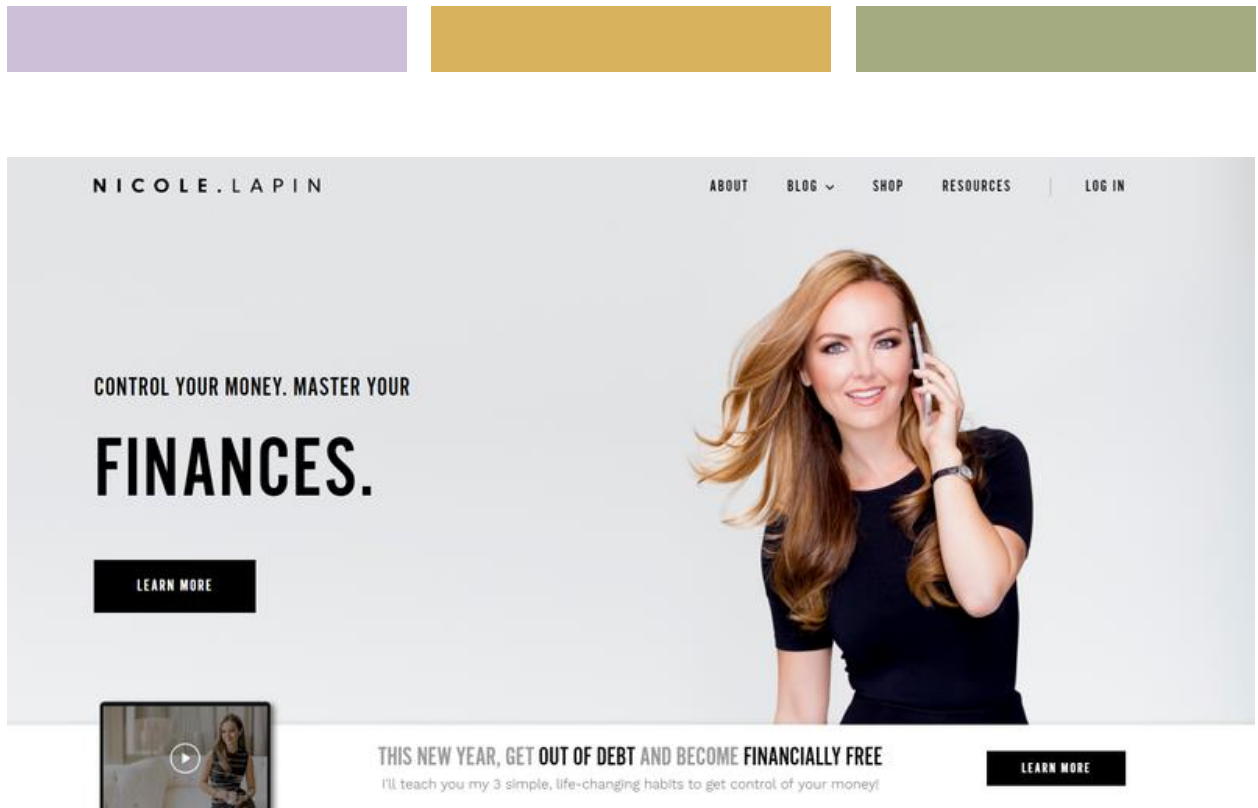 NICOLE.LAPIN
ABOUT BLOG SHOP RESOURCES LOG IN
CONTROL YOUR MONEY. MASTER YOUR
FINANCES.
LEARN MORE
THIS NEW YEAR, GET OUT OF DEBT AND BECOME FINANCIALLY FREE
I'll teach you my 3 simple, life-changing habits to get control of your money!
LEARN MORE